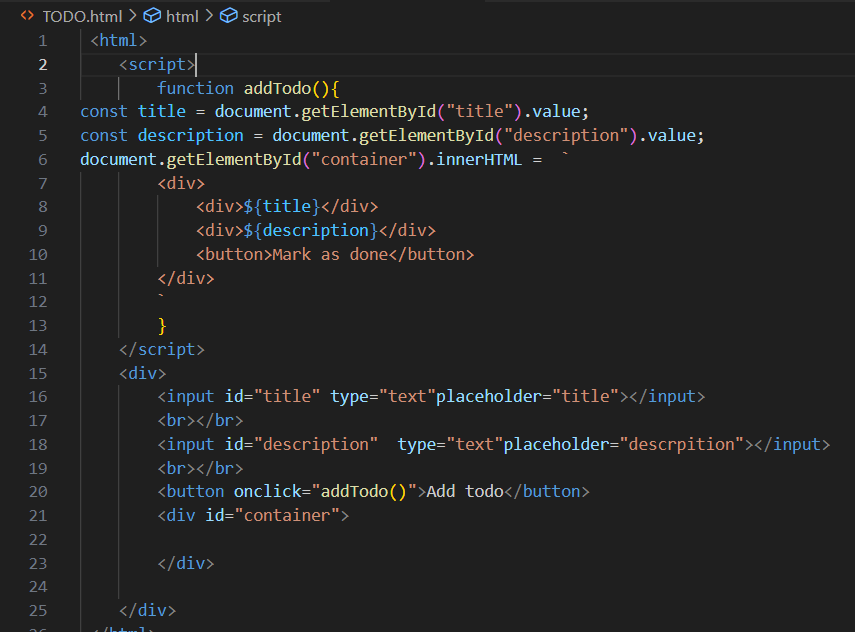 TODO.html > html > script
1 <html>
2 <script>
3 function addTodo(){
4 const title = document.getElementById("title").value;
5 const description = document.getElementById("description").value;
6 document.getElementById("container").innerHTML =  `
7 <div>
8 <div>${title}</div>
9 <div>${description}</div>
10 <button>Mark as done</button>
11 </div>
12 `
13 }
14 </script>
15 <div>
16 <input id="title" type="text"placeholder="title"></input>
17 <br></br>
18 <input id="description"  type="text"placeholder="descrpition"></input>
19 <br></br>
20 <button onclick="addTodo()">Add todo</button>
21 <div id="container">
22
23 </div>
24
25 </div>
26 </html>